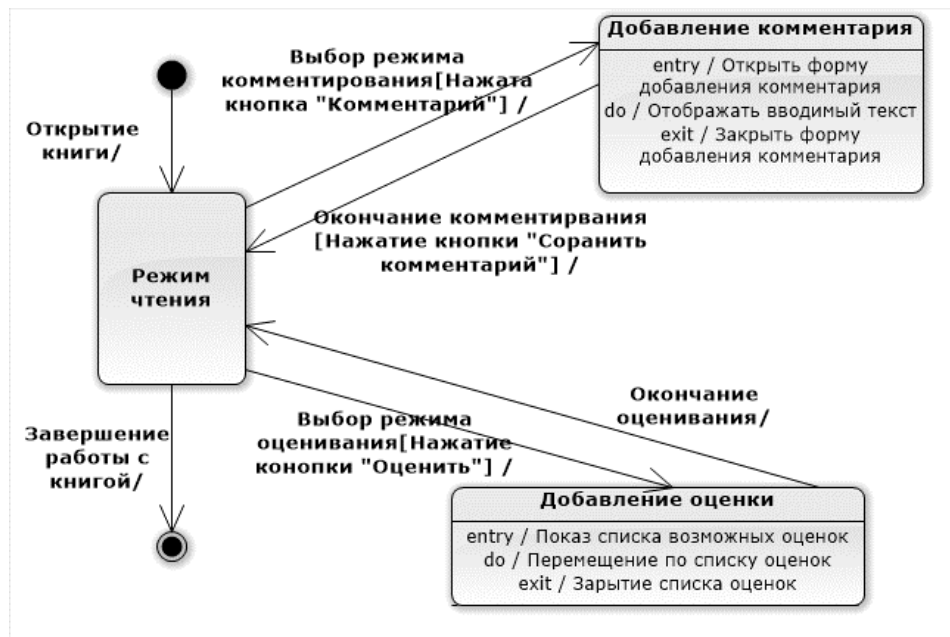 Добавление комментария
entry / Открыть форму
добавления комментария
do / Отображать вводимый текст
exit / Закрыть форму
добавления комментария
Выбор режима
комментирования[Нажата
кнопка "Комментарий"] /
Открытие
книги/
Окончание комментирвания
[Нажатие кнопки "Соранить
комментарий"] /
Режим
чтения
Окончание
оценивания/
Выбор режима
оценивания[Нажатие
конопки "Оценить"] /
Завершение
работы с
книгой/
Добавление оценки
entry / Показ списка возможных оценок
do / Перемещение по списку оценок
exit / Зарытие списка оценок